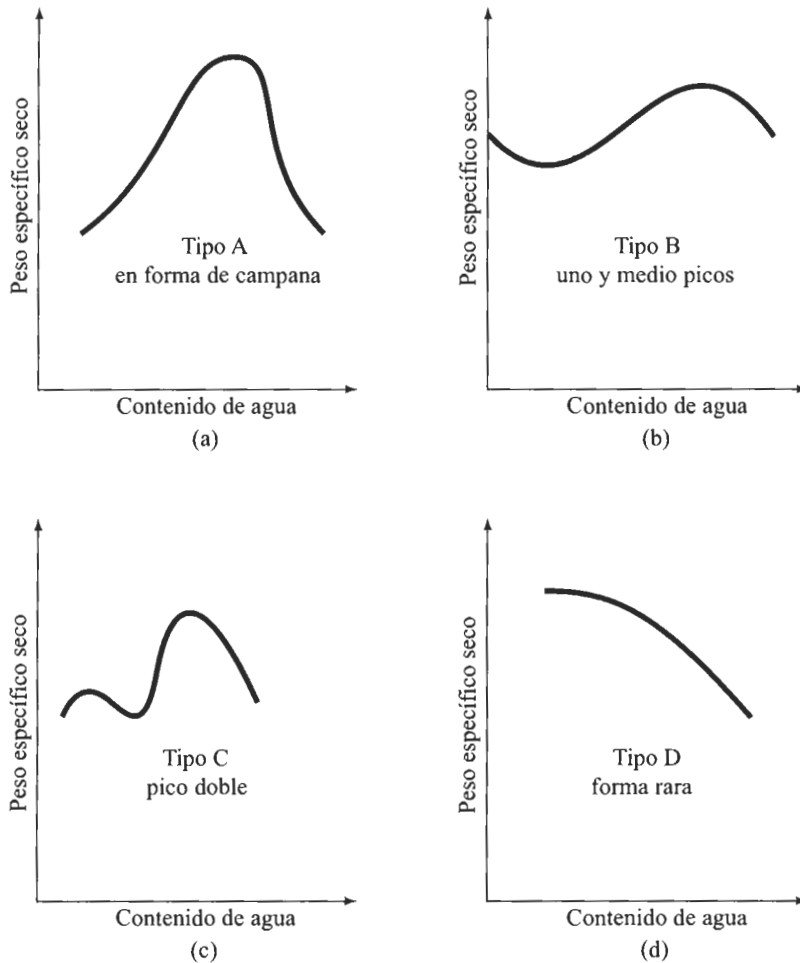 Peso específico seco
Tipo A
en forma de campana
Contenido de agua
(a)
Peso específico seco
Tipo B
uno y medio picos
Contenido de agua
(b)
Peso específico seco
Tipo C
pico doble
Contenido de agua
(c)
Peso específico seco
Tipo D
forma rara
Contenido de agua
(d)